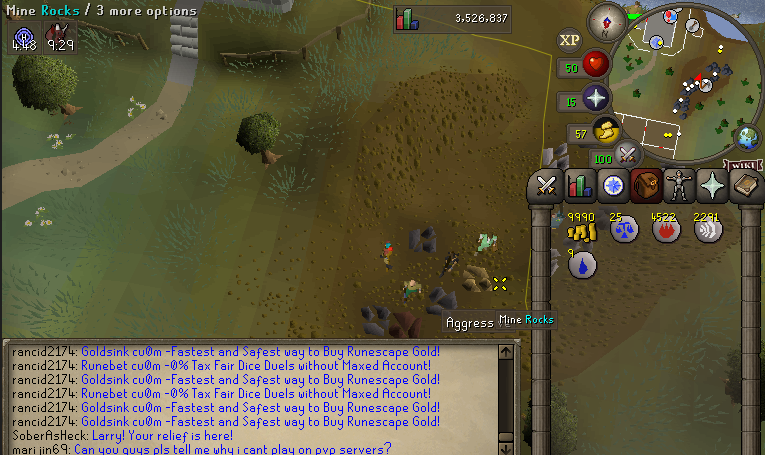 Mine Rocks / 3 more options
4:48
9:29
3,526,837
XP
N
50
15
57
100
WIKI
9990
25
4522
2291
9
Aggress
Mine Rocks
rancid2174: Goldsink cu0m -Fastest and Safest way to Buy Runescape Gold!
rancid2174: Runebet cu0m -0% Tax Fair Dice Duels without Maxed Account!
rancid2174: Goldsink cu0m -Fastest and Safest way to Buy Runescape Gold!
rancid2174: Runebet cu0m -0% Tax Fair Dice Duels without Maxed Account!
rancid2174: Goldsink cu0m -Fastest and Safest way to Buy Runescape Gold!
rancid2174: Goldsink cu0m -Fastest and Safest way to Buy Runescape Gold!
SoberAsHeck: Larry! Your relief is here!
marijin69: Can you guys pls tell me why i cant play on pvp servers?